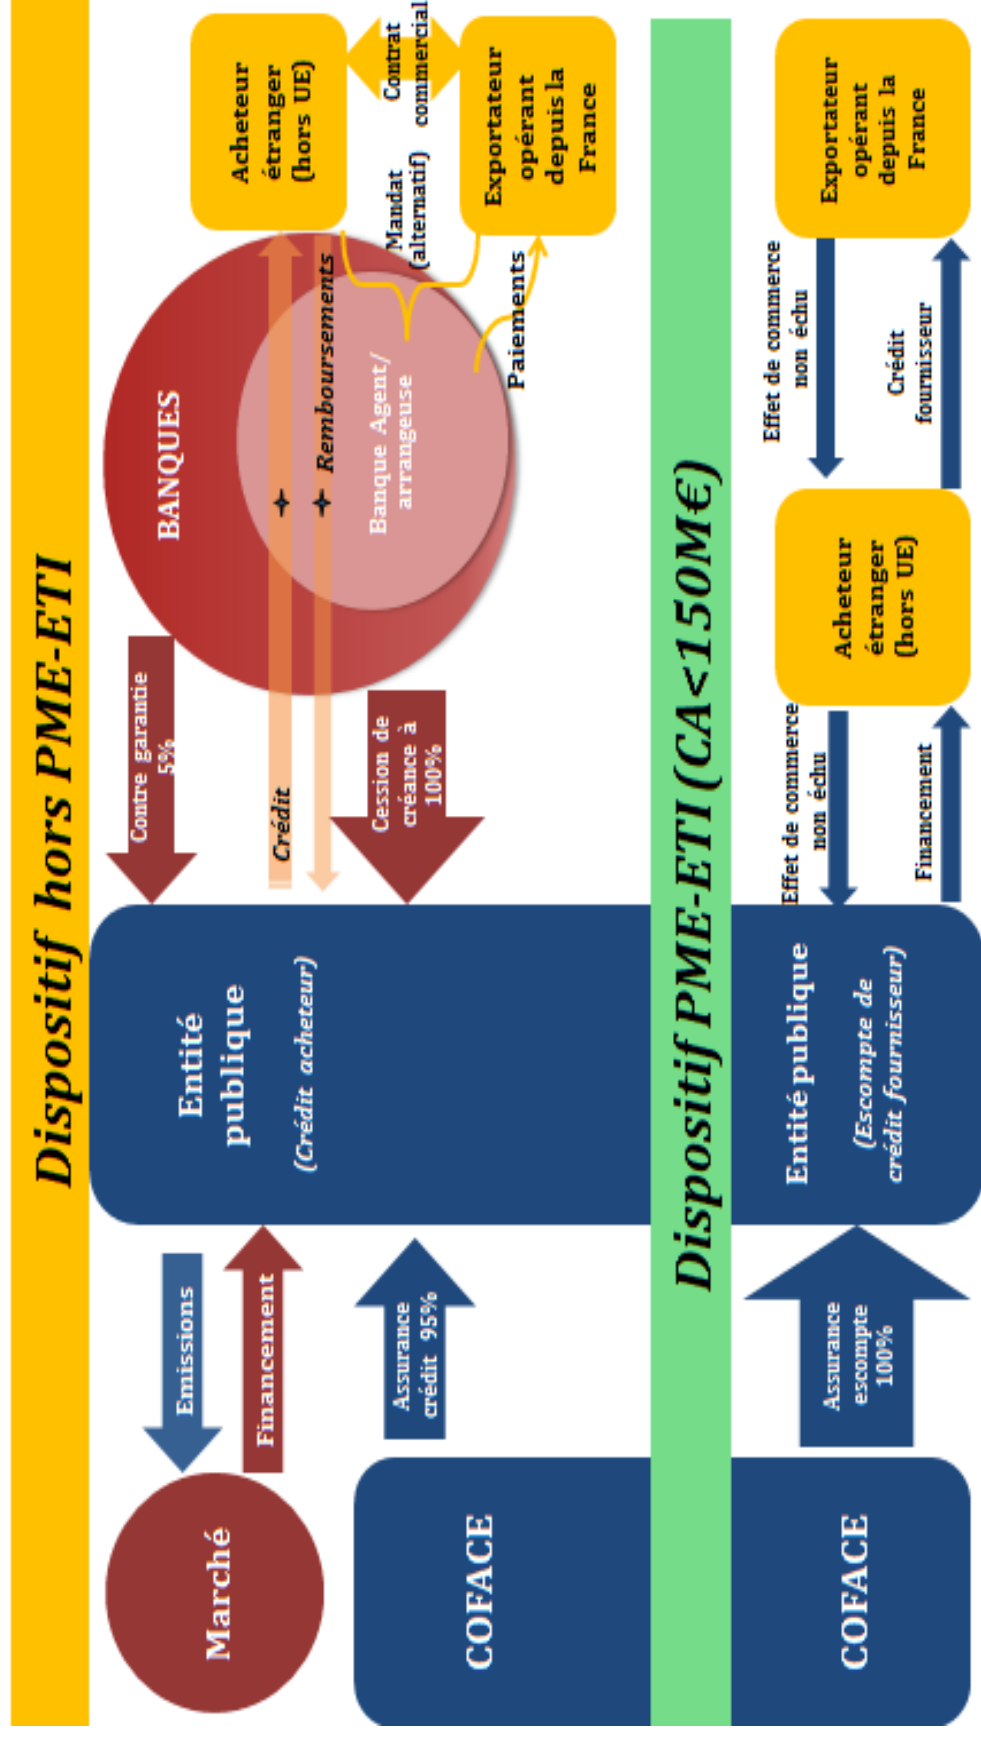 Dispositif hors PME-ETI
Marché
Emissions
Financement
COFACE
Assurance
crédit 95%
Entité
publique
(Crédit acheteur)
Contre garantie
5%
Crédit
Remboursements
Cession de
créance à
100%
BANQUES
Banque Agent/
arrangeuse
Acheteur
étranger
(hors UE)
Contrat
commercial
Mandat
(alternatif)
Exportateur
opérant
depuis la
France
Paiements
Dispositif PME-ETI (CA<150M€)
COFACE
Assurance
escompte
100%
Entité publique
(Escompte de
crédit fournisseur)
Effet de commerce
non échu
Financement
Acheteur
étranger
(hors UE)
Effet de commerce
non échu
Crédit
fournisseur
Exportateur
opérant
depuis la
France